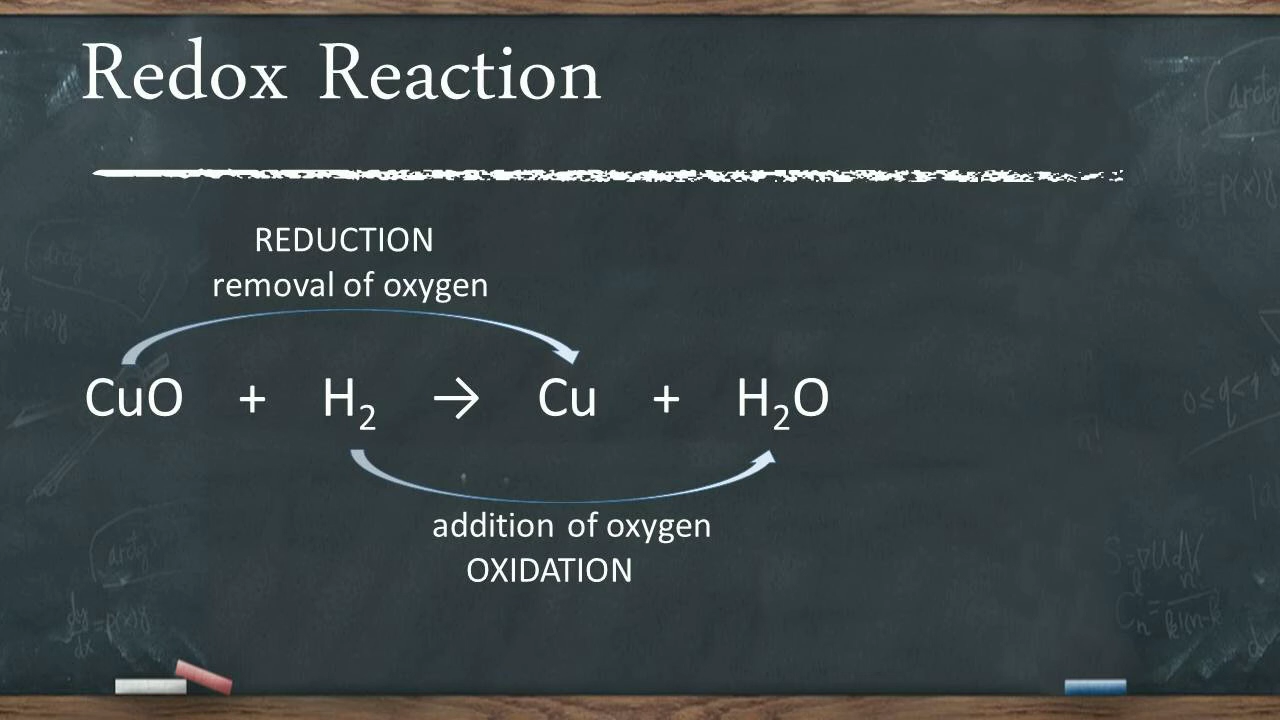 Redox Reaction
REDUCTION
removal of oxygen
CuO + H₂ → Cu + H₂O
addition of oxygen
OXIDATION